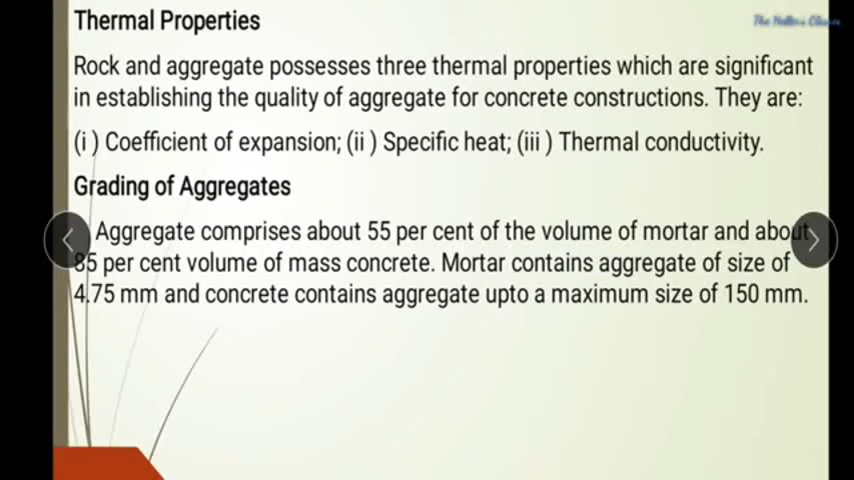 Thermal Properties
Rock and aggregate possesses three thermal properties which are significant
in establishing the quality of aggregate for concrete constructions. They are:
(i ) Coefficient of expansion; (ii ) Specific heat; (iii ) Thermal conductivity.
Grading of Aggregates
Aggregate comprises about 55 per cent of the volume of mortar and about
85 per cent volume of mass concrete. Mortar contains aggregate of size of
4.75 mm and concrete contains aggregate upto a maximum size of 150 mm.